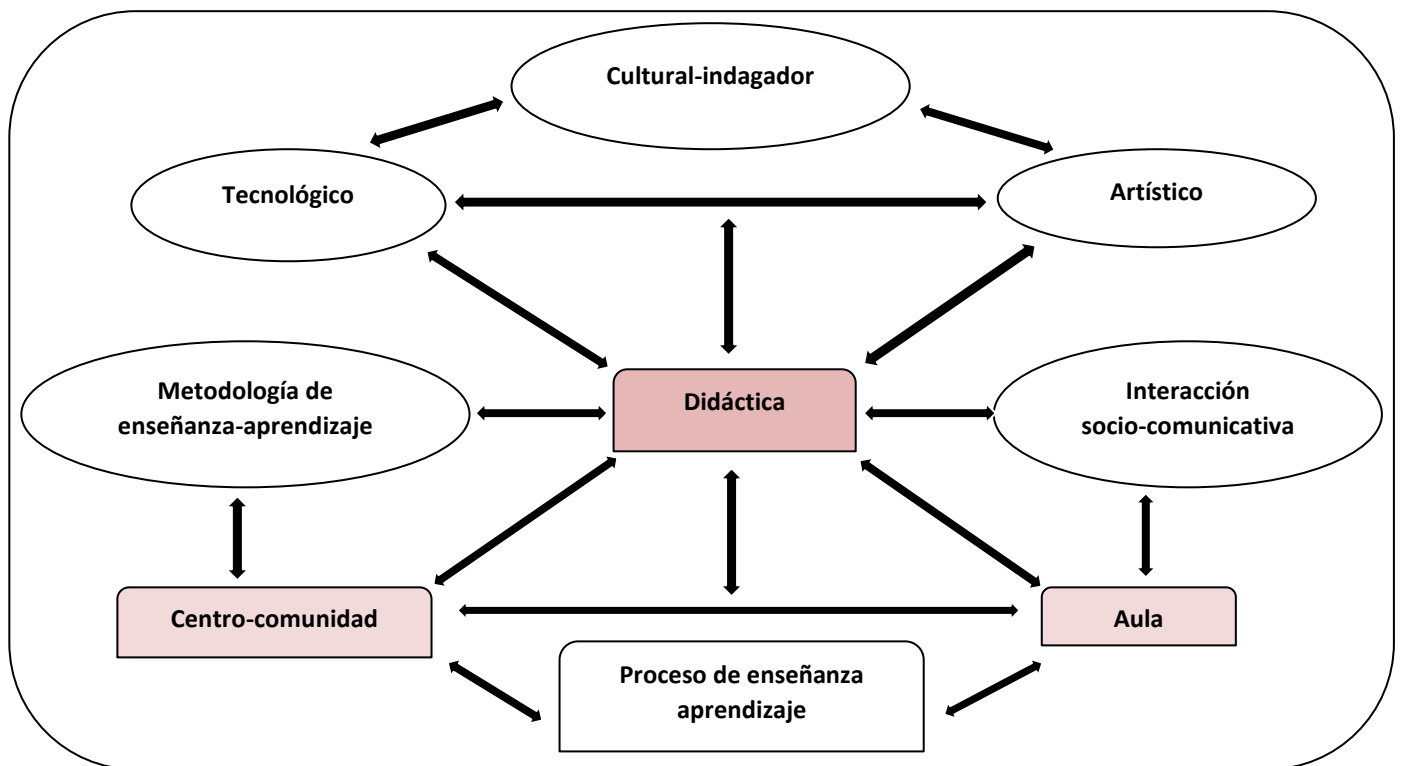 Cultural-indagador
Tecnológico
Artístico
Metodología de
enseñanza-aprendizaje
Didáctica
Interacción
socio-comunicativa
Centro-comunidad
Aula
Proceso de enseñanza
aprendizaje